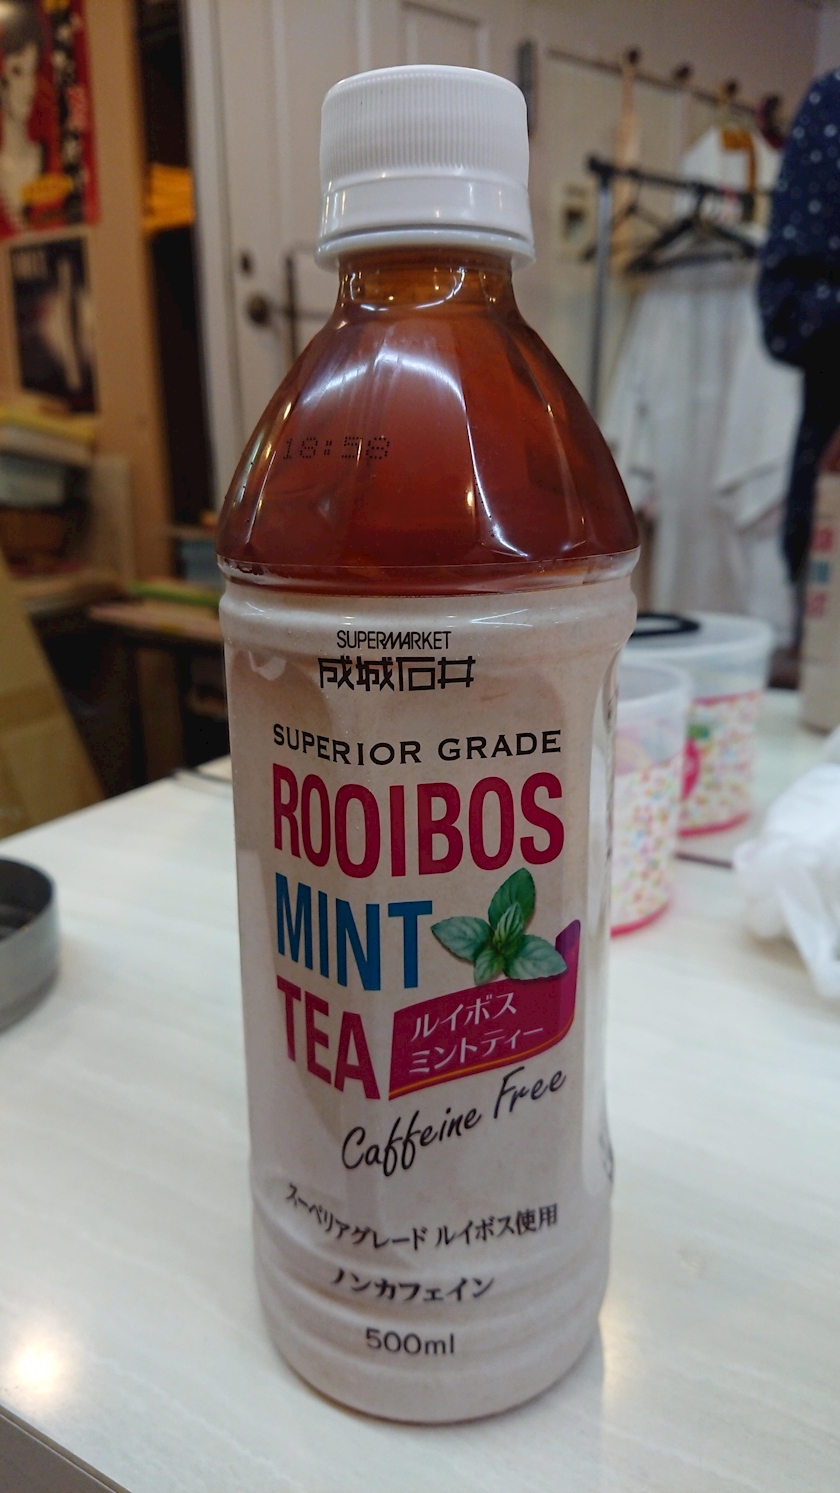 18:58
SUPERMARKET
成城石井
SUPERIOR GRADE
ROOIBOS
MINT
TEA
ルイボス
ミントティー
Caffeine Free
スーペリアグレード ルイボス使用
ノンカフェイン
500ml